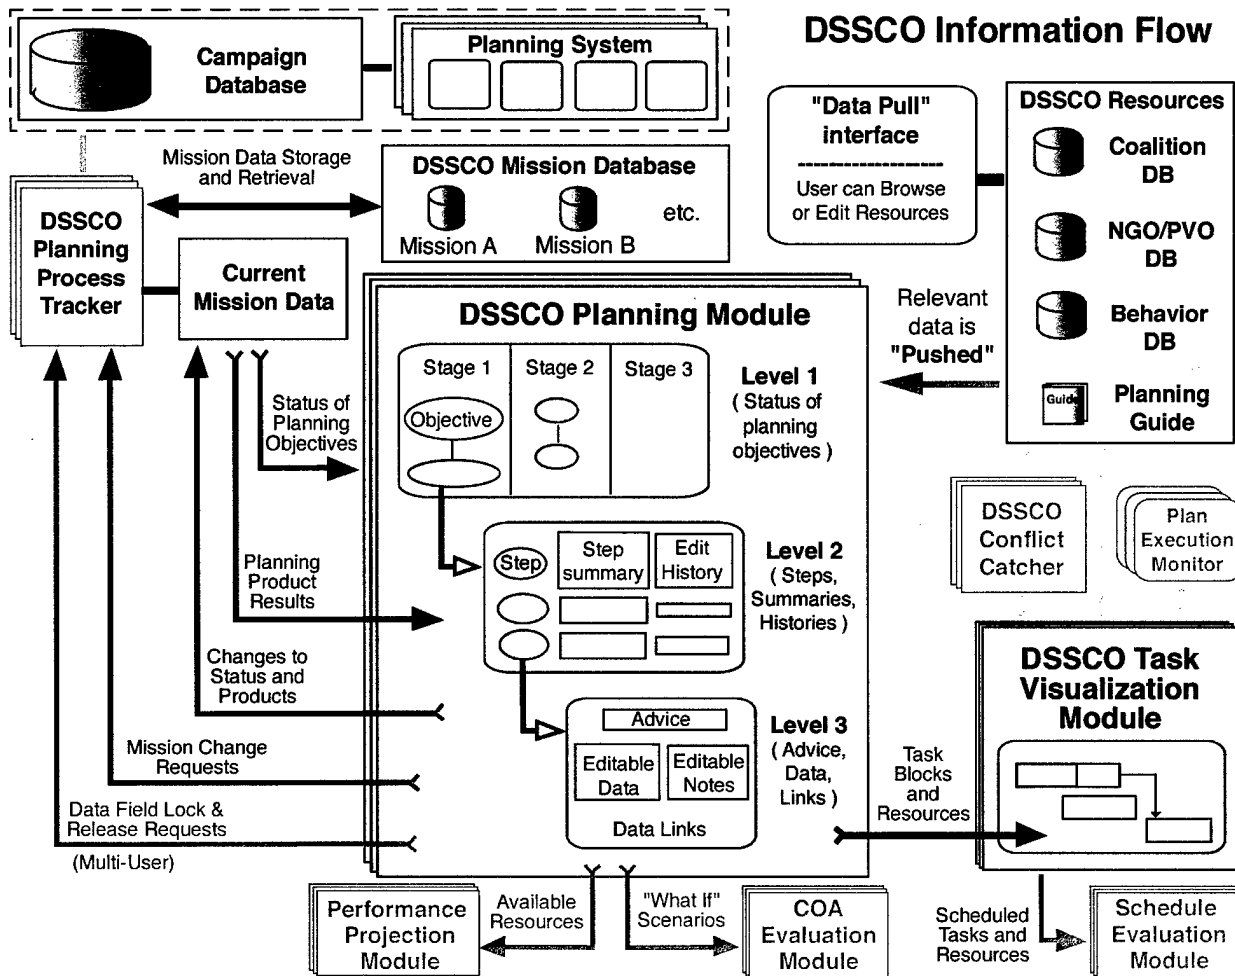 DSSCO Information Flow
Campaign
Database
Planning System
"Data Pull"
interface
User can Browse
or Edit Resources
DSSCO Resources
Coalition
DB
NGO/PVO
DB
Behavior
DB
Guide
Planning
Guide
Mission Data Storage
and Retrieval
DSSCO Mission Database
Mission A
Mission B
etc.
DSSCO
Planning
Process
Tracker
Current
Mission Data
Relevant
data is
"Pushed"
DSSCO Planning Module
Stage 1
Stage 2
Stage 3
Objective
Level 1
( Status of
planning
objectives )
Status of
Planning
Objectives
Step
Step
summary
Edit
History
Level 2
( Steps,
Summaries,
Histories )
Planning
Product
Results
DSSCO
Conflict
Catcher
Plan
Execution
Monitor
Changes to
Status and
Products
Advice
Editable
Data
Editable
Notes
Data Links
Level 3
( Advice,
Data,
Links )
Mission Change
Requests
Data Field Lock &
Release Requests
(Multi-User)
Task
Blocks
and
Resources
DSSCO Task
Visualization
Module
Performance
Projection
Module
Available
Resources
"What If"
Scenarios
COA
Evaluation
Module
Scheduled
Tasks and
Resources
Schedule
Evaluation
Module